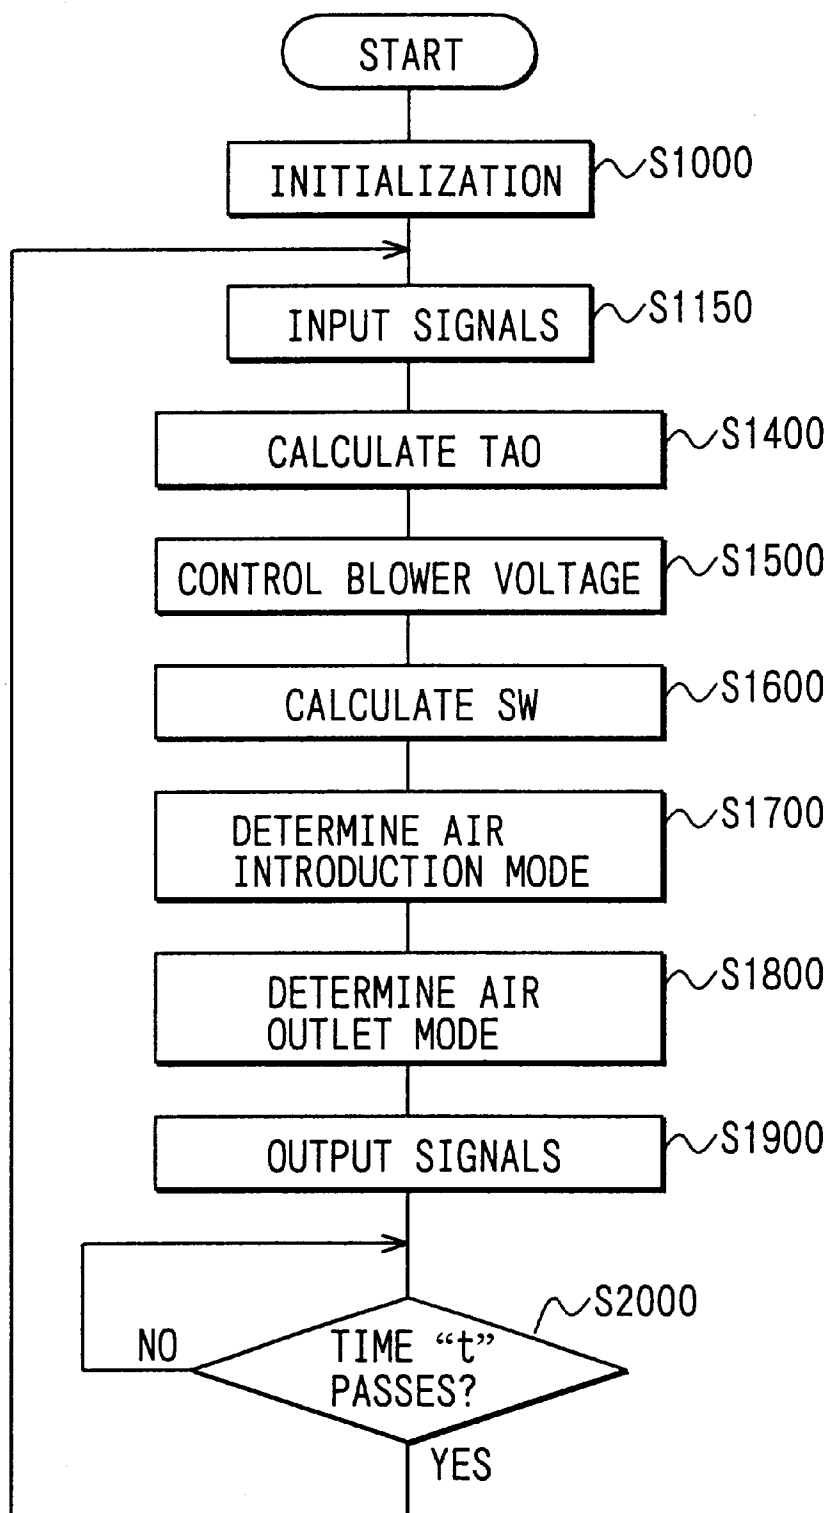 START
INITIALIZATION
S1000
INPUT SIGNALS
S1150
CALCULATE TAO
S1400
CONTROL BLOWER VOLTAGE
S1500
CALCULATE SW
S1600
DETERMINE AIR
INTRODUCTION MODE
S1700
DETERMINE AIR
OUTLET MODE
S1800
OUTPUT SIGNALS
S1900
S2000
TIME “t”
PASSES?
NO
YES